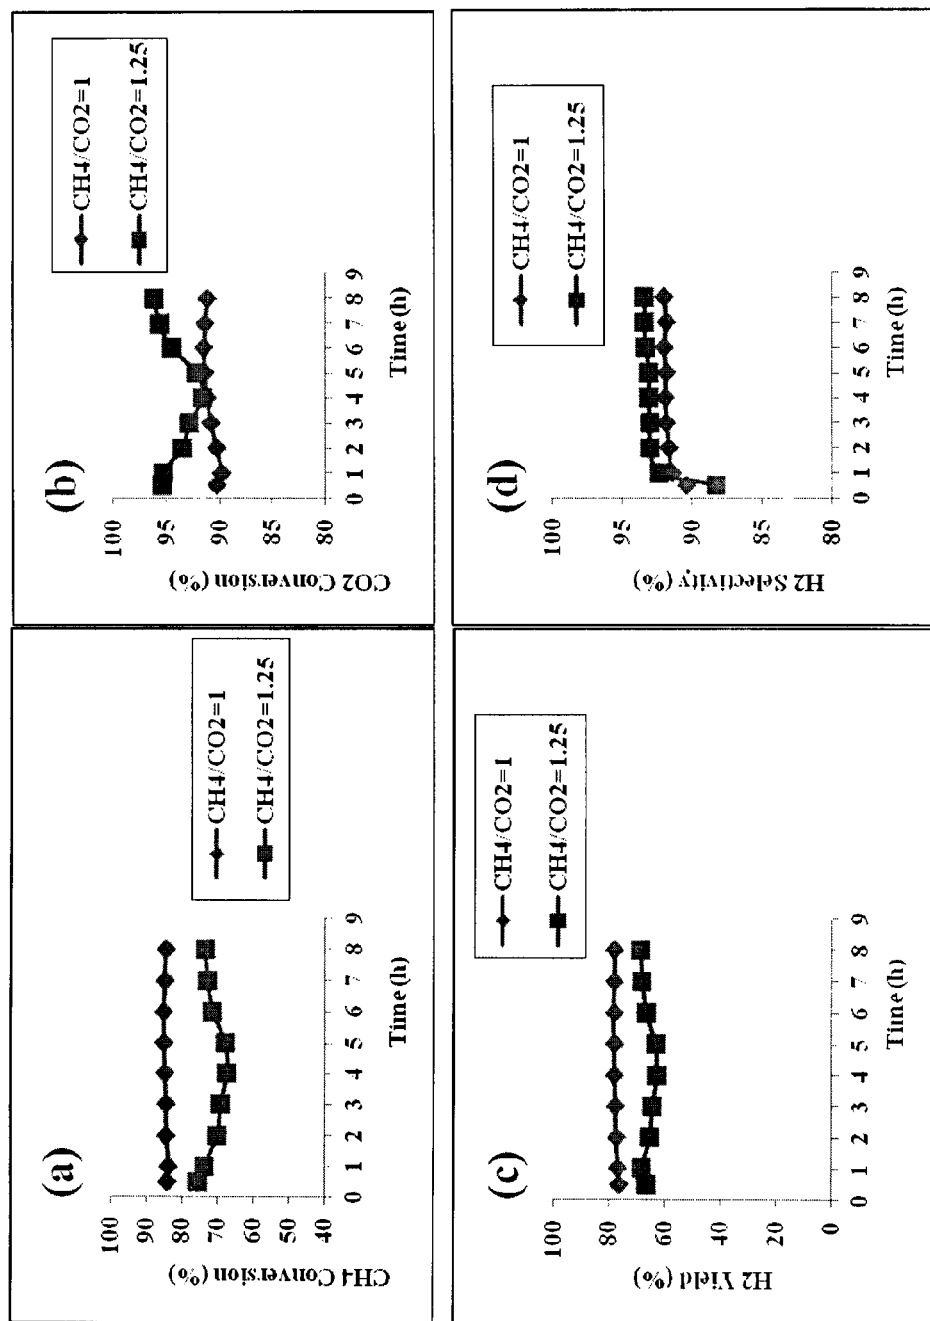 (a)
CH4 Conversion (%)
100
90
80
70
60
50
40
0 1 2 3 4 5 6 7 8 9
Time (h)
CH4/CO2=1
CH4/CO2=1.25
(b)
CO2 Conversion (%)
100
95
90
85
80
0 1 2 3 4 5 6 7 8 9
Time (h)
CH4/CO2=1
CH4/CO2=1.25
(c)
H2 Yield (%)
100
80
60
40
20
0
0 1 2 3 4 5 6 7 8 9
Time (h)
CH4/CO2=1
CH4/CO2=1.25
(d)
H2 Selectivity (%)
100
95
90
85
80
0 1 2 3 4 5 6 7 8 9
Time (h)
CH4/CO2=1
CH4/CO2=1.25